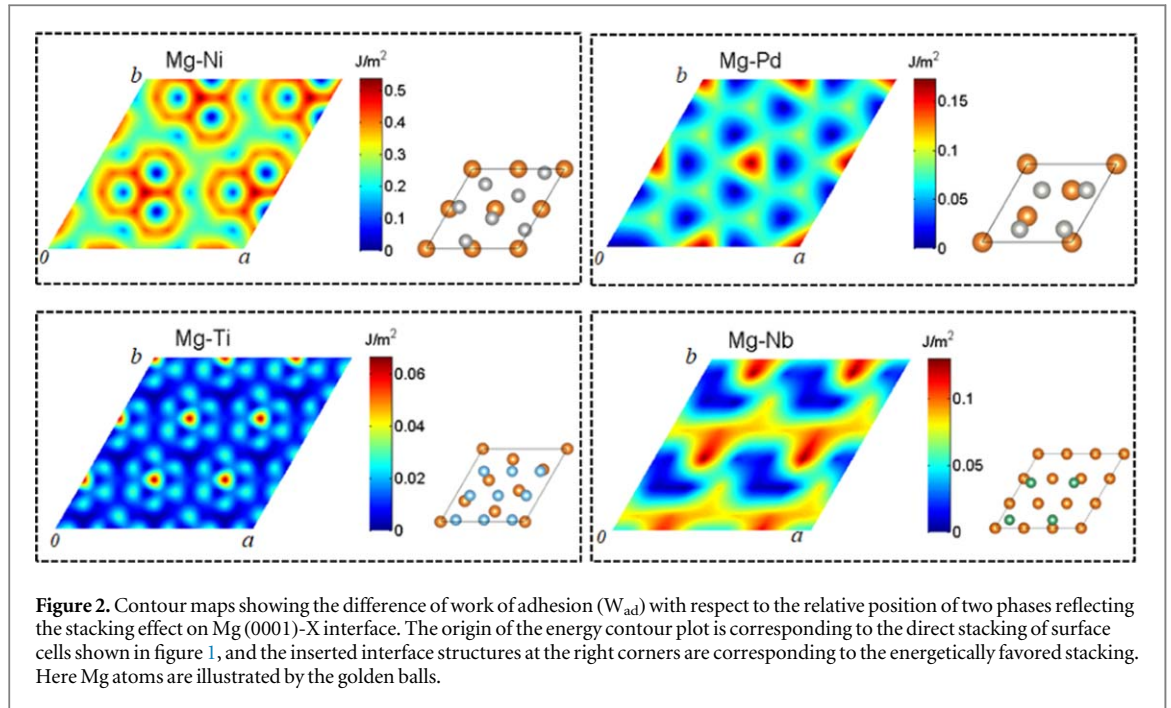 Mg-Ni
J/m²
b
0.5
0.4
0.3
0.2
0.1
0
0
a
Mg-Pd
J/m²
b
0.15
0.1
0.05
0
0
a
Mg-Ti
J/m²
b
0.06
0.04
0.02
0
0
a
Mg-Nb
J/m²
b
0.1
0.05
0
0
a
Figure 2. Contour maps showing the difference of work of adhesion (Wad) with respect to the relative position of two phases reflecting
the stacking effect on Mg (0001)-X interface. The origin of the energy contour plot is corresponding to the direct stacking of surface
cells shown in figure 1, and the inserted interface structures at the right corners are corresponding to the energetically favored stacking.
Here Mg atoms are illustrated by the golden balls.